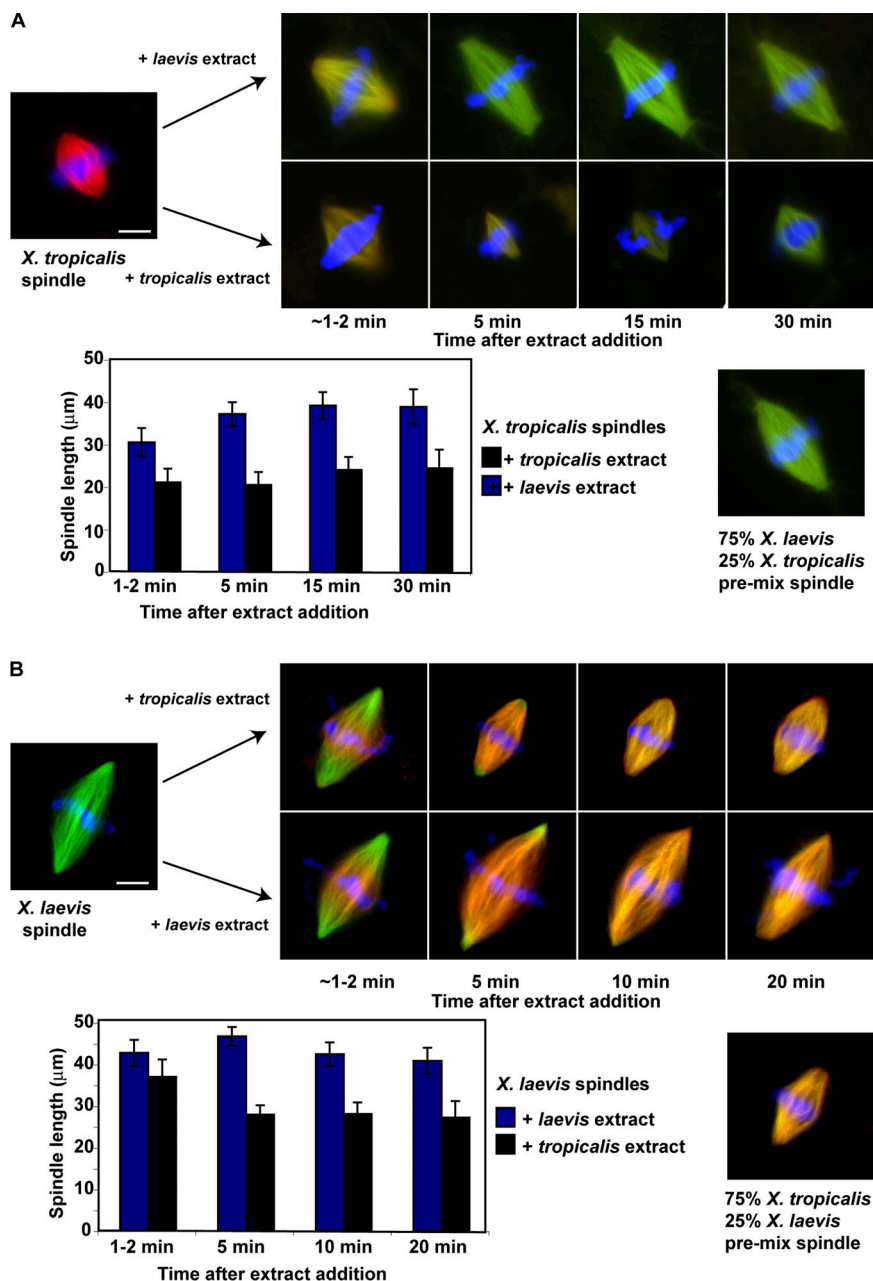 A
+ laevis extract
X. tropicalis
spindle
+ tropicalis extract
~1-2 min
5 min
15 min
30 min
Time after extract addition
50
40
30
20
10
0
Spindle length (μm)
1-2 min
5 min
15 min
30 min
Time after extract addition
X. tropicalis spindles
+ tropicalis extract
+ + laevis extract
75% X. laevis
25% X. tropicalis
pre-mix spindle
B
+ tropicalis extract
X. laevis
spindle
+ laevis extract
~1-2 min
5 min
10 min
20 min
Time after extract addition
50
40
30
20
10
0
Spindle length (μm)
1-2 min
5 min
10 min
20 min
Time after extract addition
X. laevis spindles
+ laevis extract
+ tropicalis extract
75% X. tropicalis
25% X. laevis
pre-mix spindle